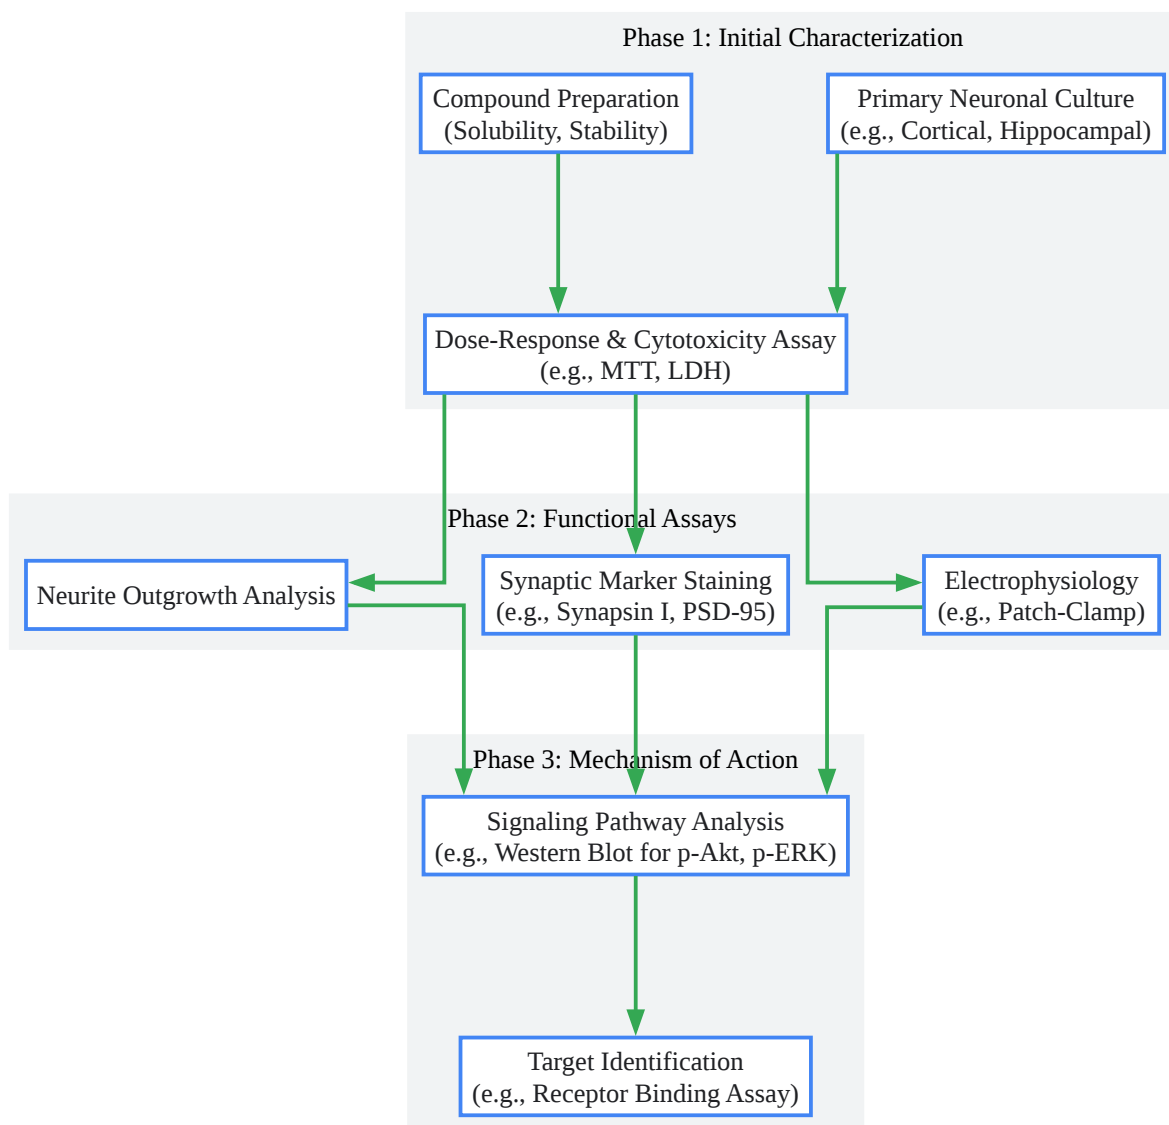 Phase 1: Initial Characterization
Compound Preparation
(Solubility, Stability)
Primary Neuronal Culture
(e.g., Cortical, Hippocampal)
Dose-Response & Cytotoxicity Assay
(e.g., MTT, LDH)
Phase 2: Functional Assays
Neurite Outgrowth Analysis
Synaptic Marker Staining
(e.g., Synapsin I, PSD-95)
Electrophysiology
(e.g., Patch-Clamp)
Phase 3: Mechanism of Action
Signaling Pathway Analysis
(e.g., Western Blot for p-Akt, p-ERK)
Target Identification
(e.g., Receptor Binding Assay)